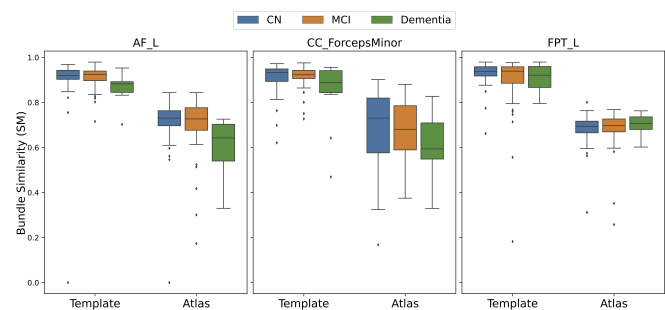 CN MCI Dementia
AF_L CC_ForcepsMinor FPT_L
Bundle Similarity (SM)
1.0
0.8
0.6
0.4
0.2
0.0
Template Atlas Template Atlas Template Atlas